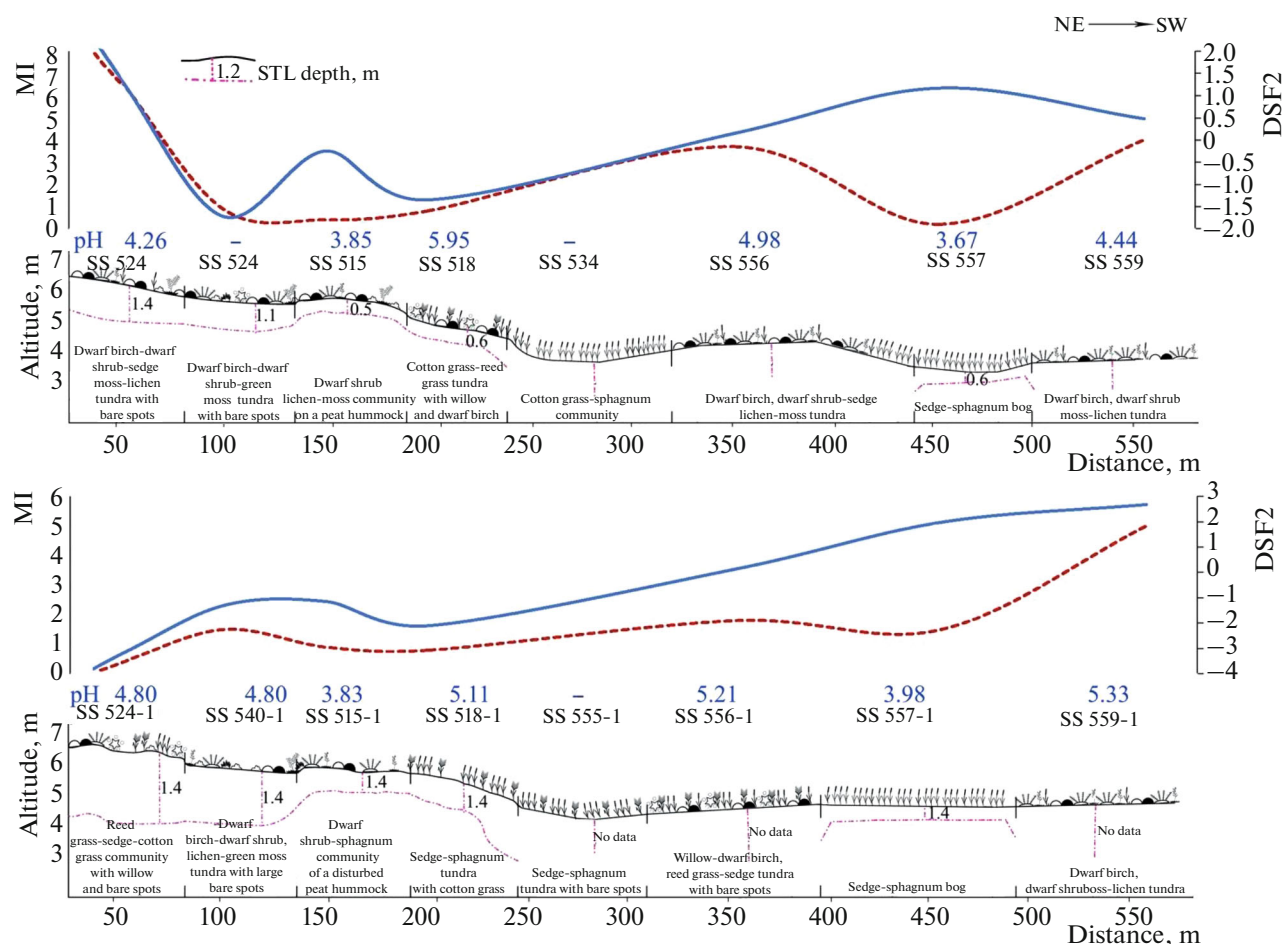 NE SW
MI
8
7
6
5
4
3
2
1
0
1.2 STL depth, m
2.0
1.5
1.0
0.5
0
−0.5
−1.0
−1.5
−2.0
DSF2
pH 4.26 – 3.85 5.95 – 4.98 3.67 4.44
SS 524 SS 524 SS 515 SS 518 SS 534 SS 556 SS 557 SS 559
Altitude, m
7
6
5
4
3
1.4 1.1 0.5 0.6 0.6
Dwarf birch-dwarf
shrub-sedge
moss-lichen
tundra with
bare spots
Dwarf birch-dwarf
shrub-green
moss tundra
with bare spots
Dwarf shrub
lichen-moss community
on a peat hummock
Cotton grass-reed
grass tundra
with willow
and dwarf birch
Cotton grass-sphagnum
community
Dwarf birch, dwarf shrub-sedge
lichen-moss tundra
Sedge-sphagnum bog
Dwarf birch, dwarf shrub
moss-lichen tundra
50 100 150 200 250 300 350 400 450 500 550
Distance, m
MI
6
5
4
3
2
1
0
3
2
1
0
−1
−2
−3
−4
DSF2
pH 4.80 4.80 3.83 5.11 – 5.21 3.98 5.33
SS 524-1 SS 540-1 SS 515-1 SS 518-1 SS 555-1 SS 556-1 SS 557-1 SS 559-1
Altitude, m
7
6
5
4
3
1.4 1.4 1.4 1.4 No data No data 1.4 No data
Reed
grass-sedge-cotton
grass community
with willow
and bare spots
Dwarf
birch-dwarf shrub,
lichen-green moss
tundra with large
bare spots
Dwarf
shrub-sphagnum
community
of a disturbed
peat hummock
Sedge-sphagnum
tundra
with cotton grass
Sedge-sphagnum
tundra with bare spots
Willow-dwarf birch,
reed grass-sedge tundra
with bare spots
Sedge-sphagnum bog
Dwarf birch,
dwarf shruboss-lichen tundra
50 100 150 200 250 300 350 400 450 500 550
Distance, m